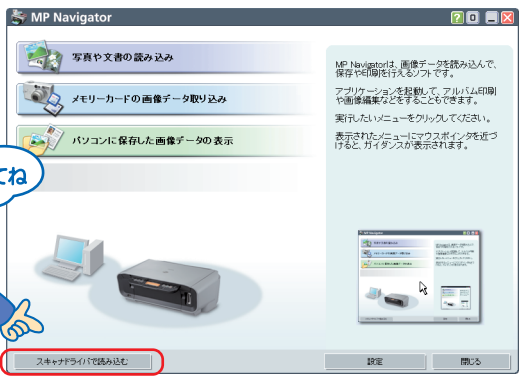 MP Navigator
写真や文書の読み込み
メモリーカードの画像データ取り込み
パソコンに保存した画像データの表示
てね
MP Navigatorは、画像データを読み込んで、
保存や印刷を行えるソフトです。
アプリケーションを起動して、アルバム印刷
や画像編集などをすることもできます。
実行したいメニューをクリックしてください。
表示されたメニューにマウスポインタを近づ
けると、ガイダンスが表示されます。
スキャナドライバで読み込む
設定
閉じる